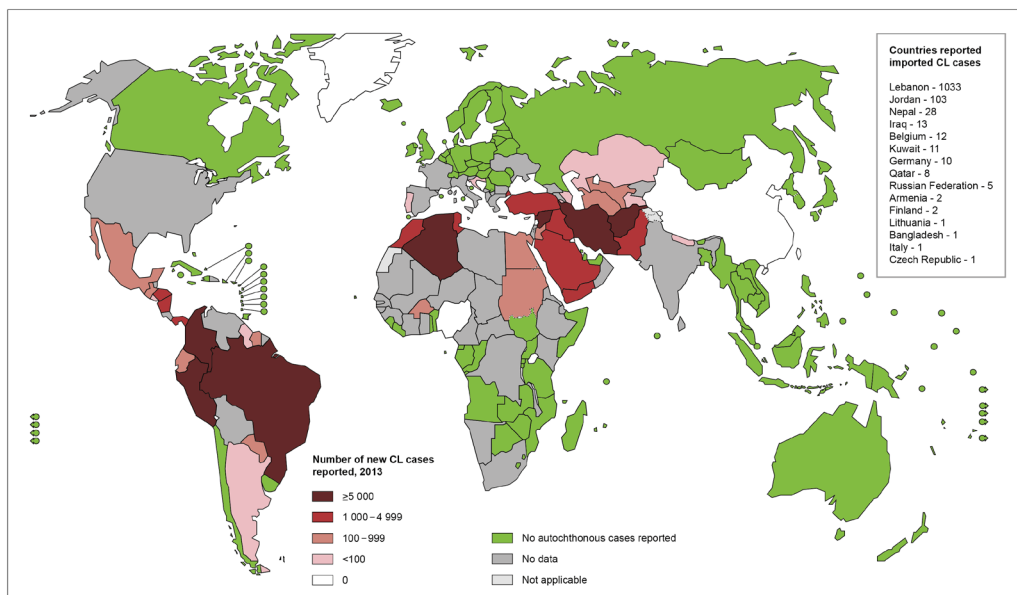 Countries reported
imported CL cases
Lebanon - 1033
Jordan - 103
Nepal - 28
Iraq - 13
Belgium - 12
Kuwait - 11
Germany - 10
Qatar - 8
Russian Federation - 5
Armenia - 2
Finland - 2
Lithuania - 1
Bangladesh - 1
Italy - 1
Czech Republic - 1
Number of new CL cases
reported, 2013
≥5 000
1 000–4 999
100–999
<100
0
No autochthonous cases reported
No data
Not applicable